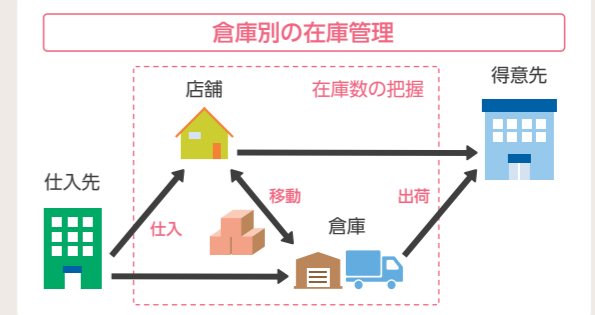 倉庫別の在庫管理
得意先
店舗
在庫数の把握
仕入先
移動
出荷
仕入
倉庫